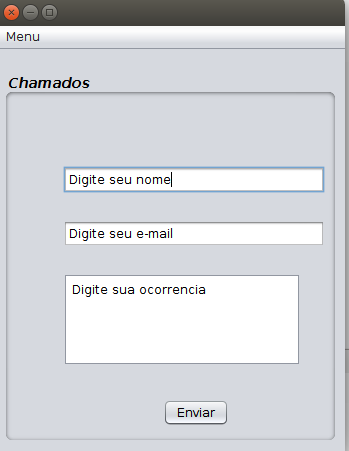 Menu
Chamados
Digite seu nome
Digite seu e-mail
Digite sua ocorrencia
Enviar